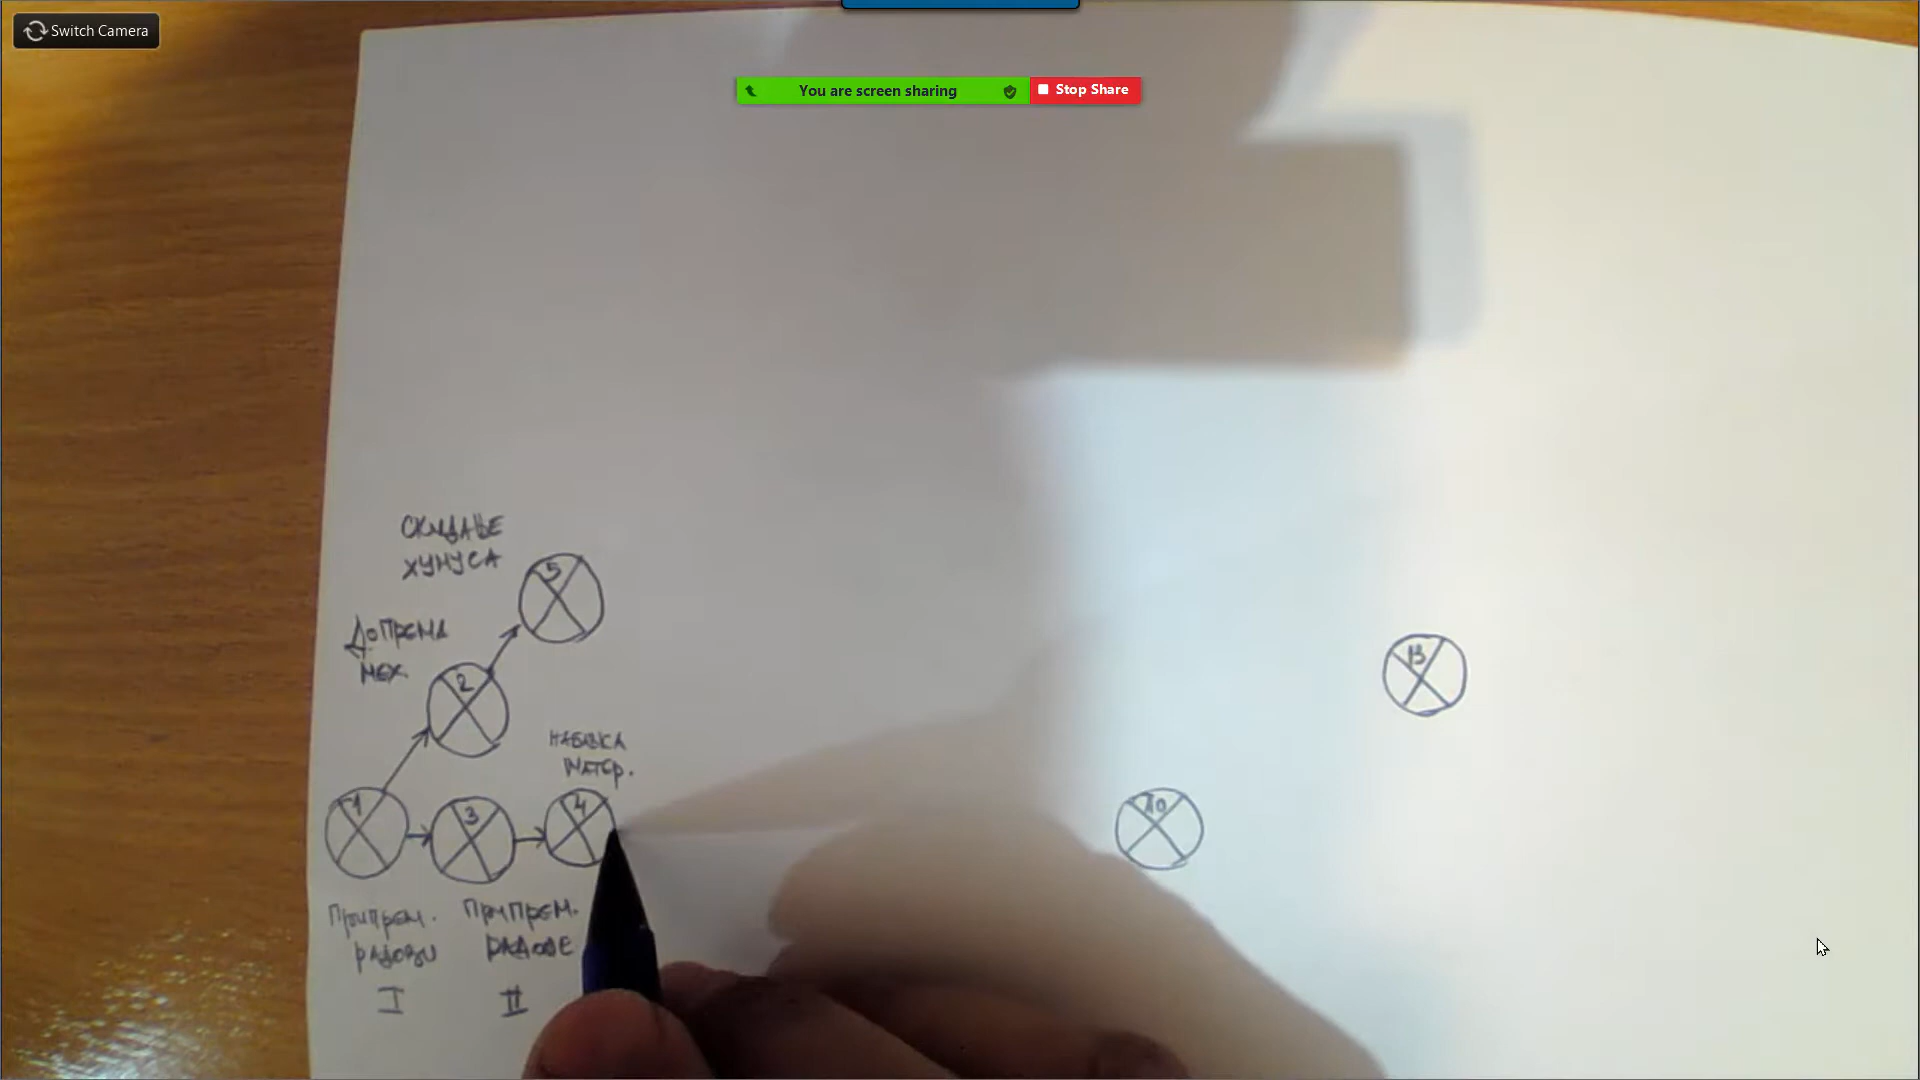 Switch Camera
You are screen sharing
Stop Share
СКИДАЊЕ
ХУМУСА
5
ДОПРЕМА
МЕХ.
2
13
НАБАВКА
МАТЕР.
1
3
4
10
ПРИПРЕМ.
РАДОВИ
I
ПРИПРЕМ.
РАДОВЕ
II